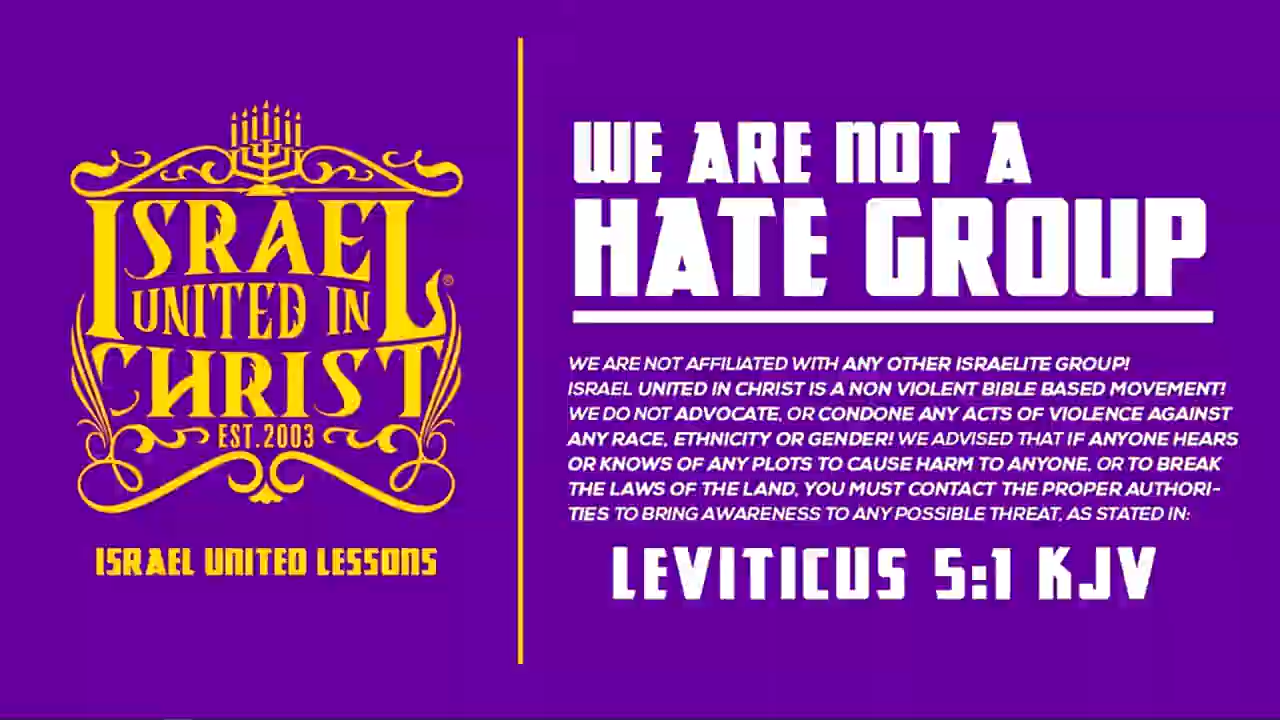 ISRAEL
UNITED IN
CHRIST
EST.2003
ISRAEL UNITED LESSONS
WE ARE NOT A
HATE GROUP
WE ARE NOT AFFILIATED WITH ANY OTHER ISRAELITE GROUP!
ISRAEL UNITED IN CHRIST IS A NON VIOLENT BIBLE BASED MOVEMENT!
WE DO NOT ADVOCATE, OR CONDONE ANY ACTS OF VIOLENCE AGAINST
ANY RACE, ETHNICITY OR GENDER! WE ADVISED THAT IF ANYONE HEARS
OR KNOWS OF ANY PLOTS TO CAUSE HARM TO ANYONE, OR TO BREAK
THE LAWS OF THE LAND, YOU MUST CONTACT THE PROPER AUTHORI-
TIES TO BRING AWARENESS TO ANY POSSIBLE THREAT, AS STATED IN:
LEVITICUS 5:1 KJV